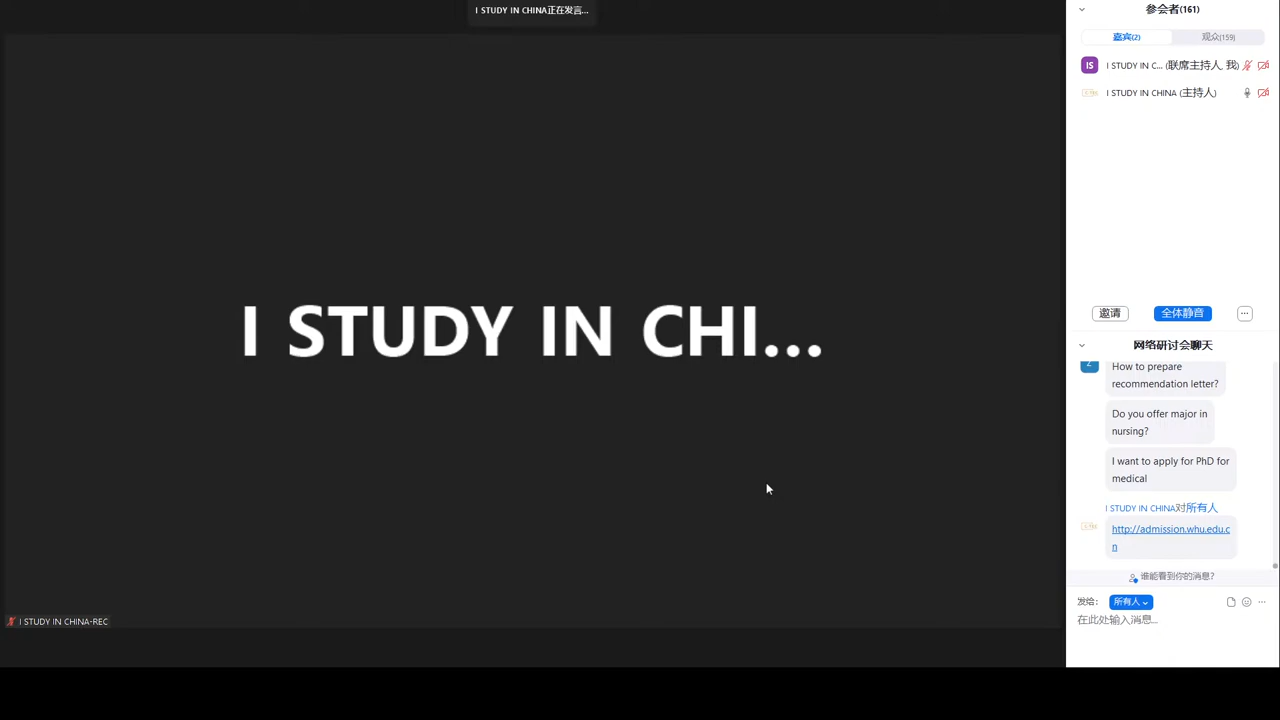 I STUDY IN CHINA正在发言...
参会者(161)
嘉宾(2)
观众(159)
IS
I STUDY IN C... (联席主持人, 我)
I STUDY IN CHINA (主持人)
I STUDY IN CHI...
邀请
全体静音
网络研讨会聊天
How to prepare
recommendation letter?
Do you offer major in
nursing?
I want to apply for PhD for
medical
I STUDY IN CHINA对所有人
http://admission.whu.edu.c
n
谁能看到你的消息?
发给:
所有人
在此处输入消息...
I STUDY IN CHINA-REC